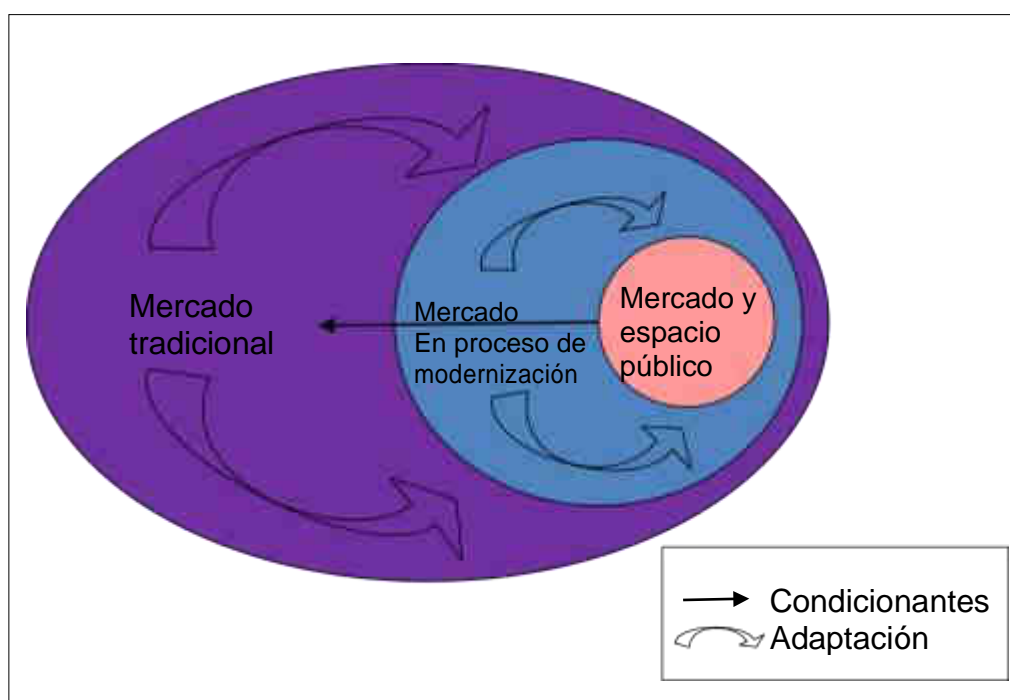 Mercado
tradicional
Mercado
En proceso de
modernización
Mercado y
espacio
público
Condicionantes
Adaptación